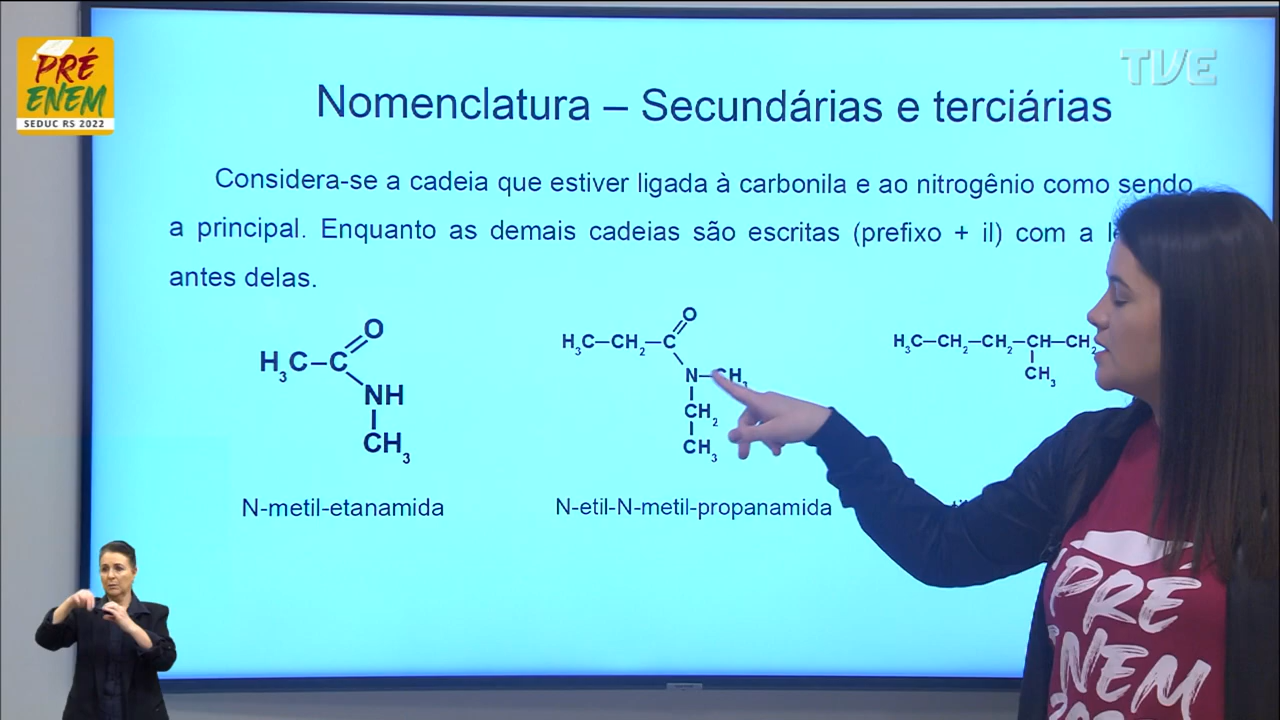 PRÉ
ENEM
SEDUC RS 2022
TVE
Nomenclatura – Secundárias e terciárias
Considera-se a cadeia que estiver ligada à carbonila e ao nitrogênio como sendo
a principal. Enquanto as demais cadeias são escritas (prefixo + il) com a
antes delas.
O
H3C–C
NH
CH3
O
H3C–CH2–C
N–CH3
CH2
CH3
H3C–CH2–CH2–CH–CH2
CH3
N-metil-etanamida
N-etil-N-metil-propanamida
PRÉ
ENEM